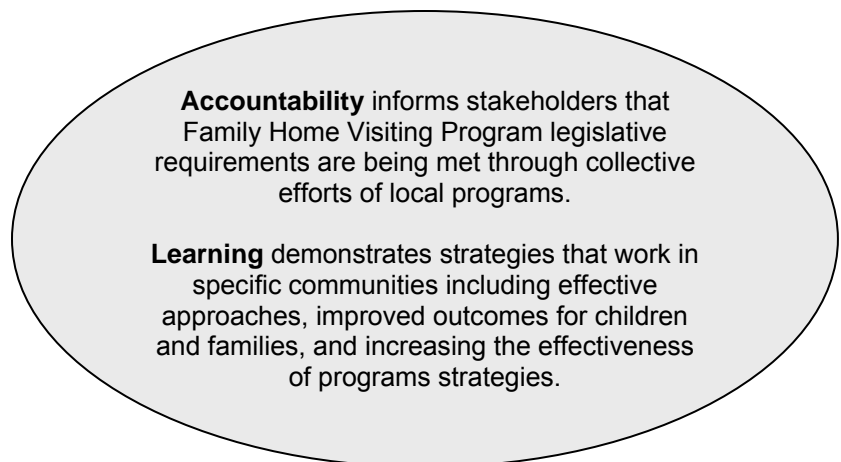 Accountability informs stakeholders that
Family Home Visiting Program legislative
requirements are being met through collective
efforts of local programs.
Learning demonstrates strategies that work in
specific communities including effective
approaches, improved outcomes for children
and families, and increasing the effectiveness
of programs strategies.